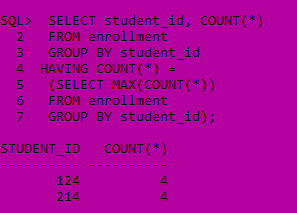 SQL>  SELECT student_id, COUNT(*)
  2   FROM enrollment
  3   GROUP BY student_id
  4  HAVING COUNT(*) =
  5   (SELECT MAX(COUNT(*))
  6   FROM enrollment
  7   GROUP BY student_id);
STUDENT_ID   COUNT(*)
---------- ----------
       124          4
       214          4